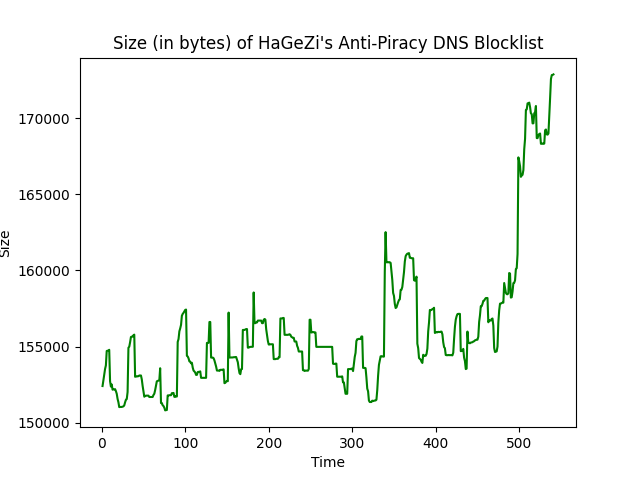 Size (in bytes) of HaGeZi's Anti-Piracy DNS Blocklist
170000
165000
160000
155000
150000
Size
0 100 200 300 400 500
Time